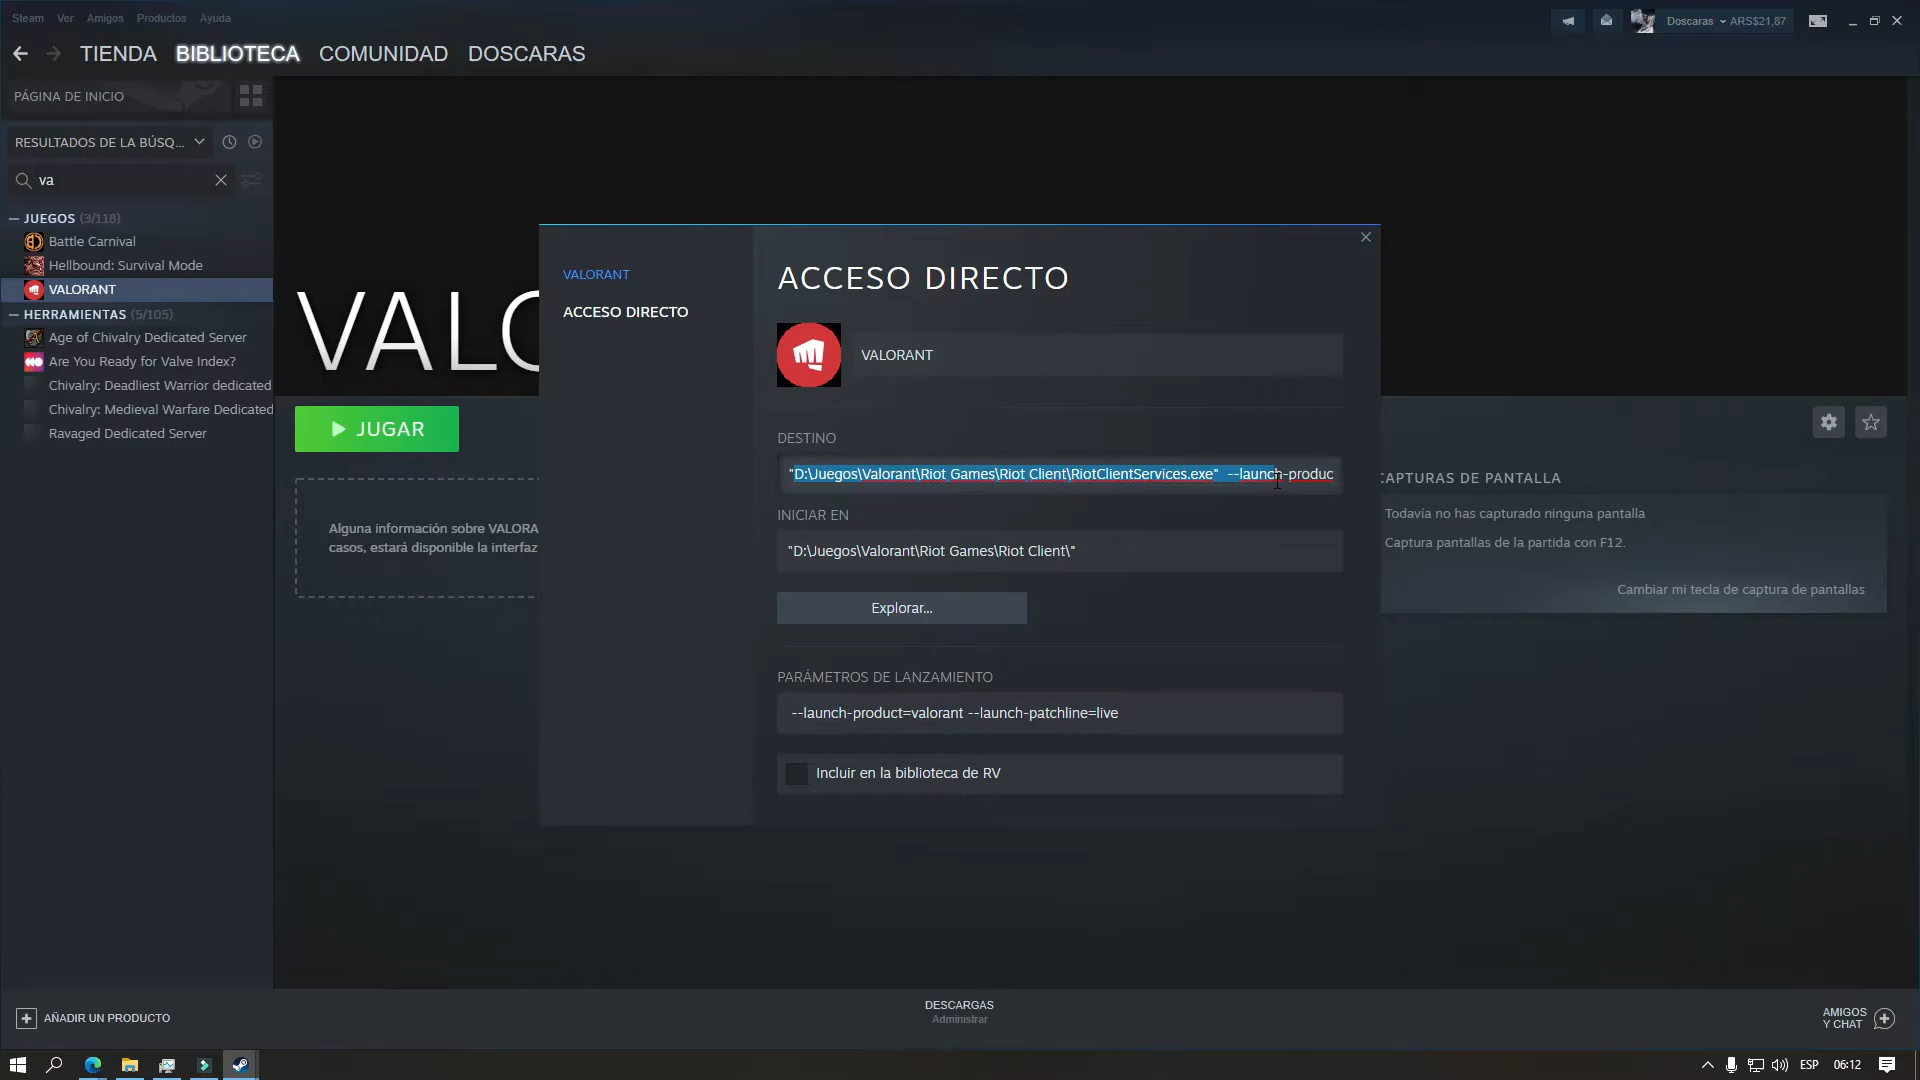 Steam Ver Amigos Productos Ayuda
Doscaras ARS$21,87
TIENDA BIBLIOTECA COMUNIDAD DOSCARAS
PÁGINA DE INICIO
RESULTADOS DE LA BÚSQ...
va
JUEGOS (3/118)
Battle Carnival
Hellbound: Survival Mode
VALORANT
HERRAMIENTAS (5/105)
Age of Chivalry Dedicated Server
Are You Ready for Valve Index?
Chivalry: Deadliest Warrior dedicated
Chivalry: Medieval Warfare Dedicated
Ravaged Dedicated Server
VALO
JUGAR
Alguna información sobre VALORA
casos, estará disponible la interfaz
VALORANT
ACCESO DIRECTO
ACCESO DIRECTO
VALORANT
DESTINO
"D:\Juegos\Valorant\Riot Games\Riot Client\RiotClientServices.exe"  --launch-produc
INICIAR EN
"D:\Juegos\Valorant\Riot Games\Riot Client\"
Explorar...
PARÁMETROS DE LANZAMIENTO
--launch-product=valorant --launch-patchline=live
Incluir en la biblioteca de RV
CAPTURAS DE PANTALLA
Todavía no has capturado ninguna pantalla
Captura pantallas de la partida con F12.
Cambiar mi tecla de captura de pantallas
AÑADIR UN PRODUCTO
DESCARGAS
Administrar
AMIGOS
Y CHAT
ESP 06:12